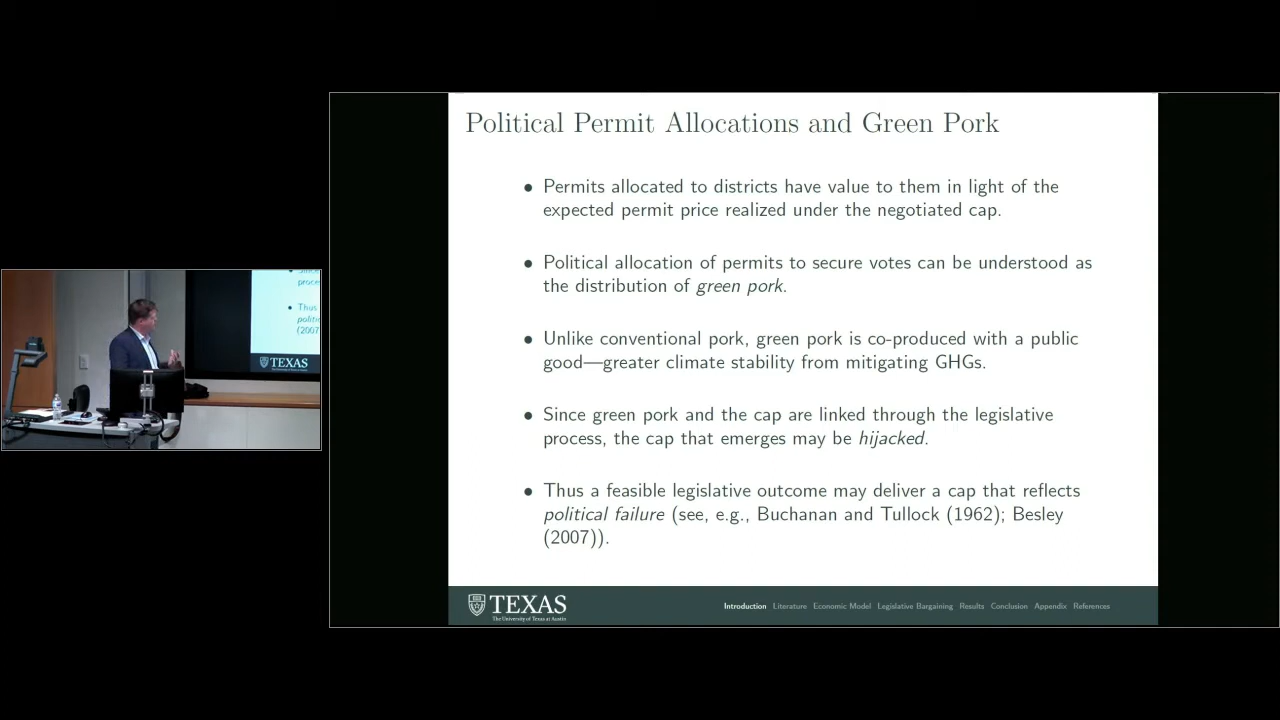 Political Permit Allocations and Green Pork
• Permits allocated to districts have value to them in light of the
expected permit price realized under the negotiated cap.
• Political allocation of permits to secure votes can be understood as
the distribution of green pork.
• Unlike conventional pork, green pork is co-produced with a public
good—greater climate stability from mitigating GHGs.
• Since green pork and the cap are linked through the legislative
process, the cap that emerges may be hijacked.
• Thus a feasible legislative outcome may deliver a cap that reflects
political failure (see, e.g., Buchanan and Tullock (1962); Besley
(2007)).
TEXAS
The University of Texas at Austin
Introduction Literature Economic Model Legislative Bargaining Results Conclusion Appendix References
• Thus
(2007
TEXAS